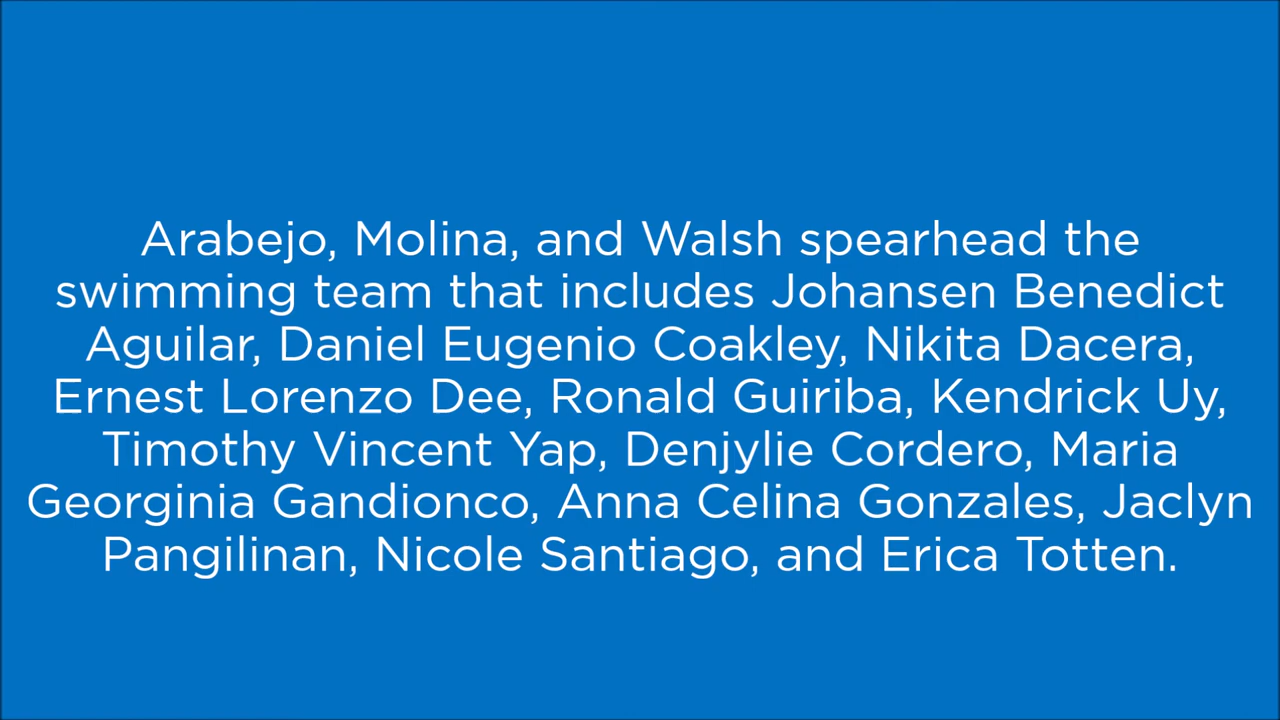 Arabejo, Molina, and Walsh spearhead the
swimming team that includes Johansen Benedict
Aguilar, Daniel Eugenio Coakley, Nikita Dacera,
Ernest Lorenzo Dee, Ronald Guiriba, Kendrick Uy,
Timothy Vincent Yap, Denjylie Cordero, Maria
Georginia Gandionco, Anna Celina Gonzales, Jaclyn
Pangilinan, Nicole Santiago, and Erica Totten.